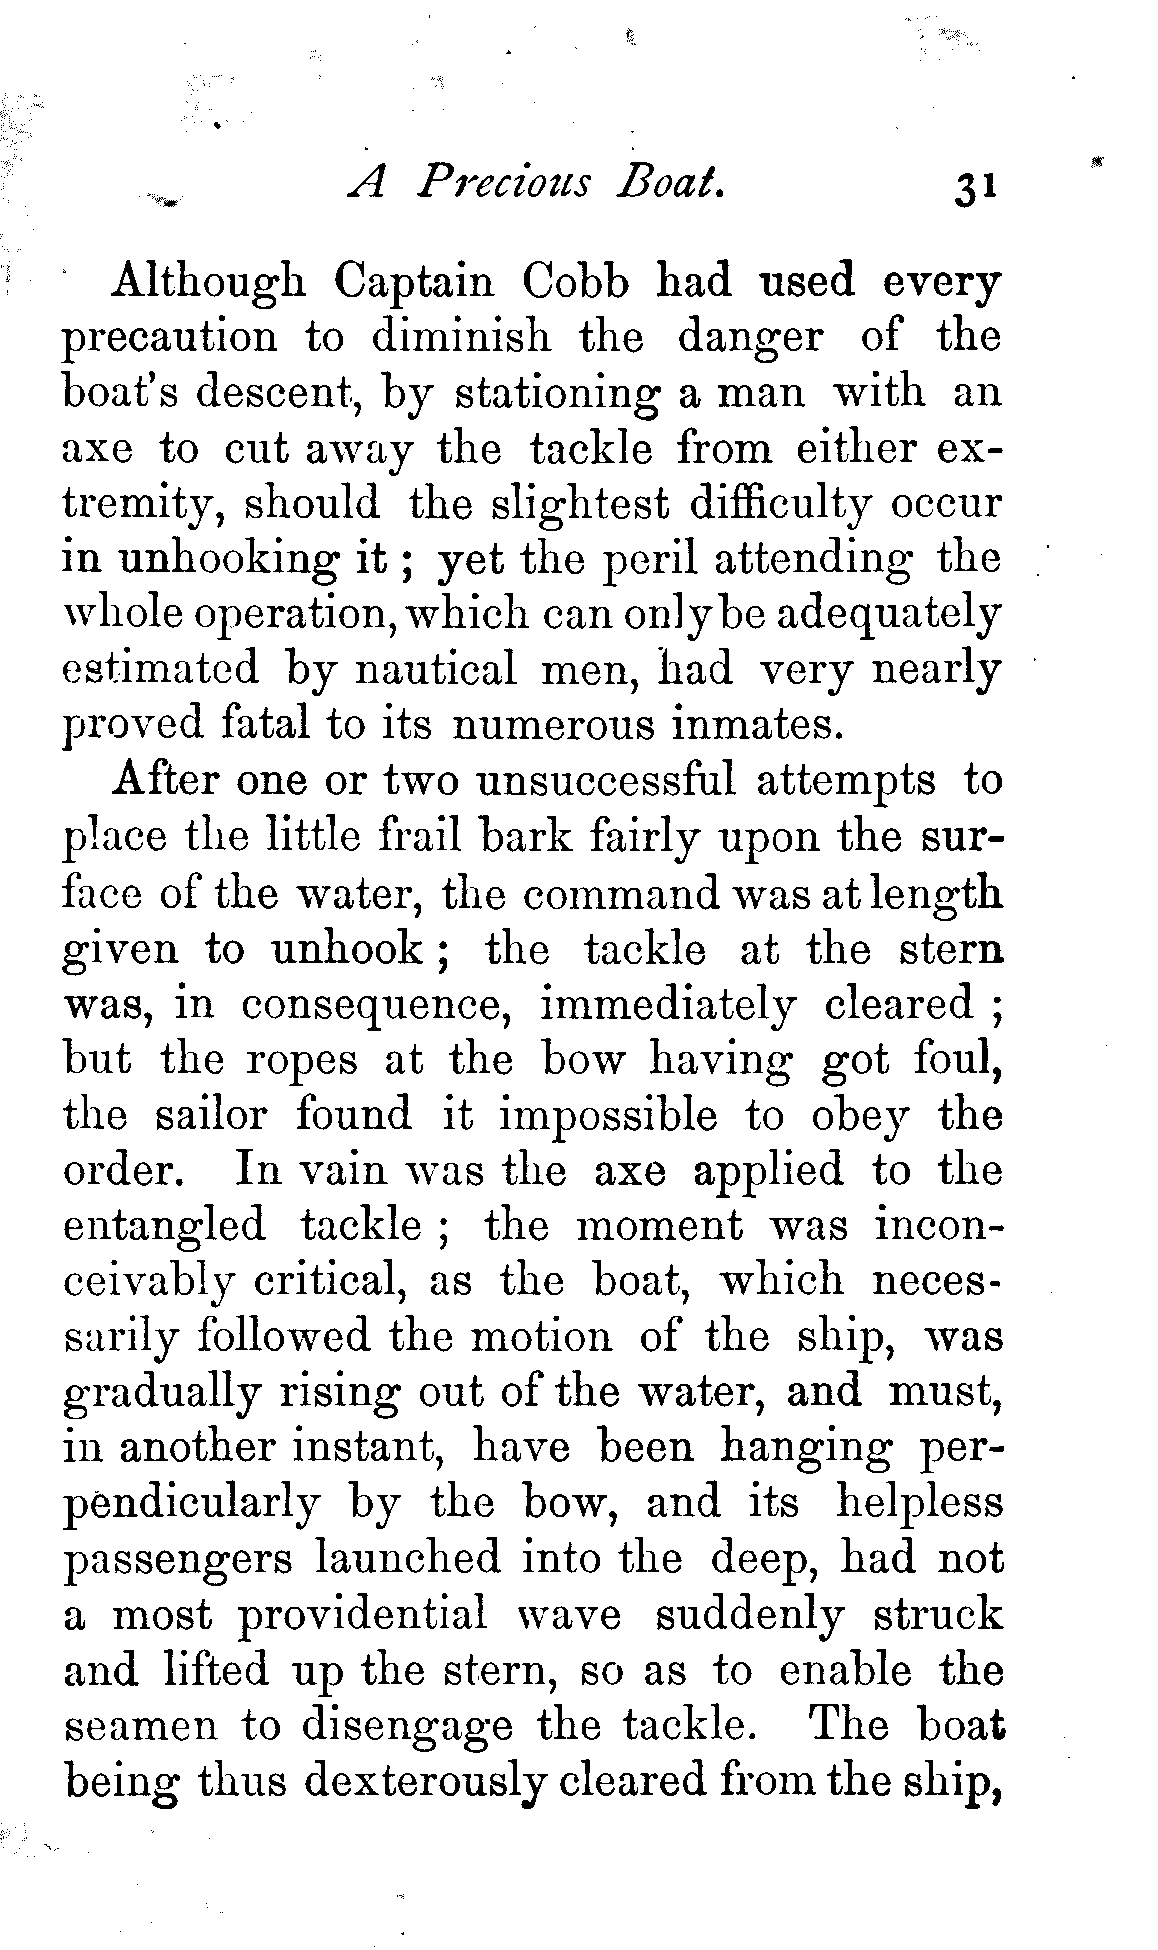 A Precious Boat. 31
Although Captain Cobb had used every
precaution to diminish the danger of the
boat's descent, by stationing a man with an
axe to cut away the tackle from either ex-
tremity, should the slightest difficulty occur
in unhooking it ; yet the peril attending the
whole operation, which can only be adequately
estimated by nautical men, had very nearly
proved fatal to its numerous inmates.
After one or two unsuccessful attempts to
place the little frail bark fairly upon the sur-
face of the water, the command was at length
given to unhook ; the tackle at the stern
was, in consequence, immediately cleared ;
but the ropes at the bow having got foul,
the sailor found it impossible to obey the
order. In vain was the axe applied to the
entangled tackle ; the moment was incon-
ceivably critical, as the boat, which neces-
sarily followed the motion of the ship, was
gradually rising out of the water, and must,
in another instant, have been hanging per-
pendicularly by the bow, and its helpless
passengers launched into the deep, had not
a most providential wave suddenly struck
and lifted up the stern, so as to enable the
seamen to disengage the tackle. The boat
being thus dexterously cleared from the ship,